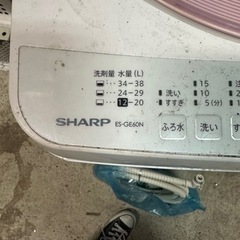 洗剤量 水量(L)
34-38
24-29
12-20
洗い
すすぎ
15
10
5(分)
SHARP ES-GE60N
ふろ水
洗い
す